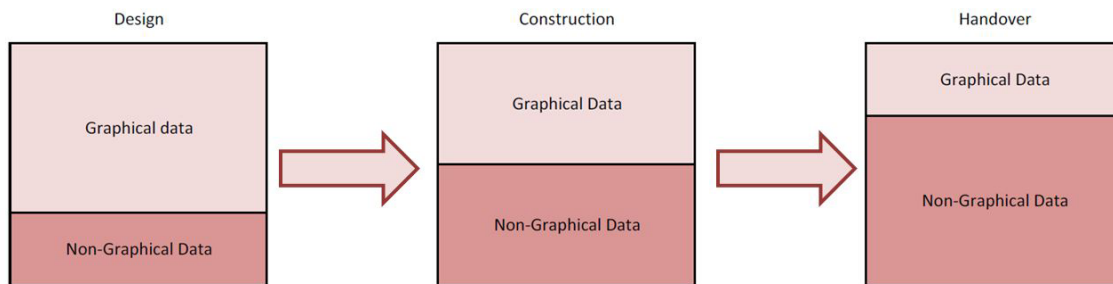 Design
Construction
Handover
Graphical data
Graphical Data
Graphical Data
Non-Graphical Data
Non-Graphical Data
Non-Graphical Data